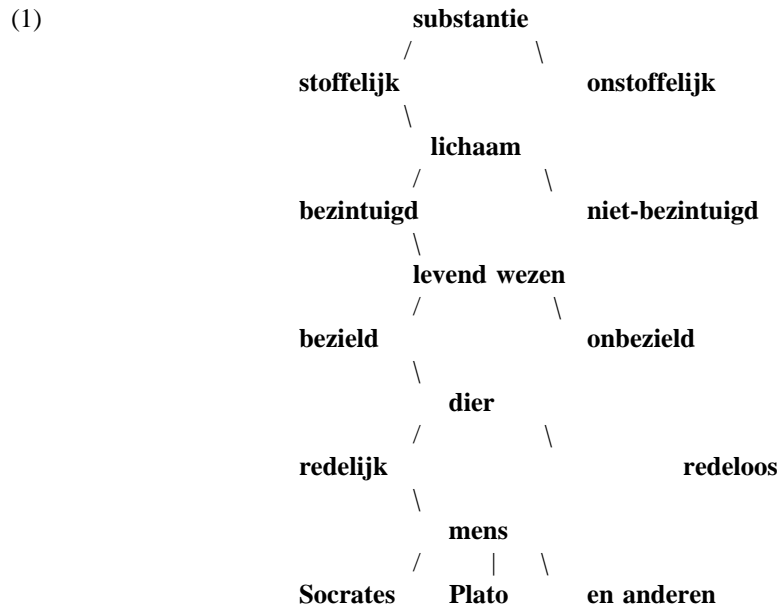 (1) substantie
/ \
stoffelijk onstoffelijk
\
lichaam
/ \
bezintuigd niet-bezintuigd
\
levend wezen
/ \
bezield onbezield
\
dier
/ \
redelijk redeloos
\
mens
/ | \
Socrates Plato en anderen